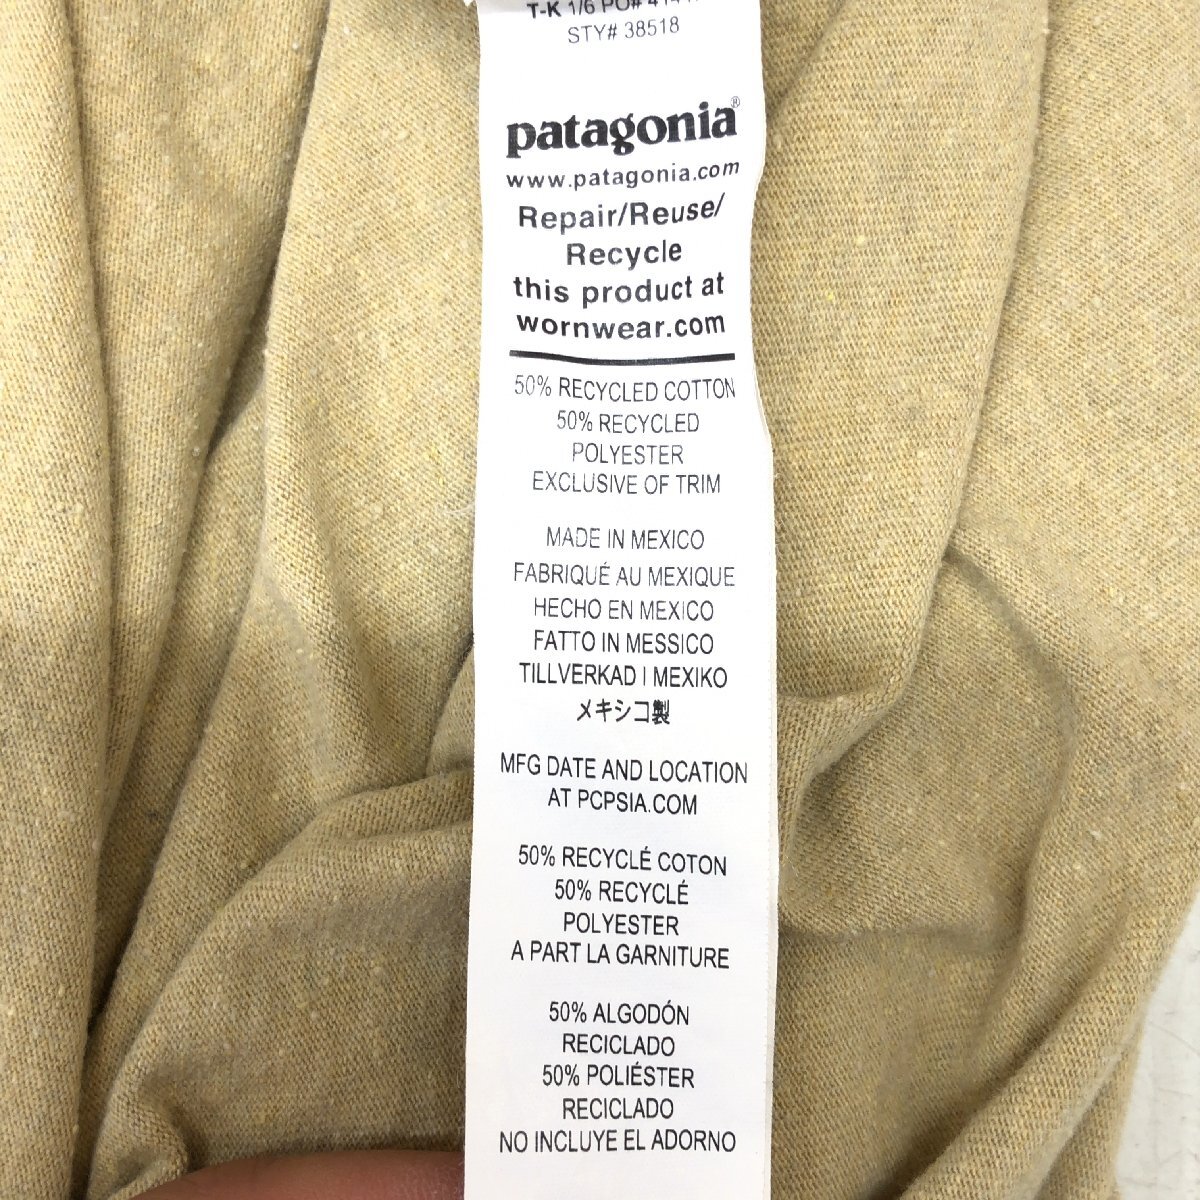 T-K 1/6 PO#
STY# 38518
patagonia®
www.patagonia.com
Repair/Reuse/
Recycle
this product at
wornwear.com
50% RECYCLED COTTON
50% RECYCLED
POLYESTER
EXCLUSIVE OF TRIM
MADE IN MEXICO
FABRIQUÉ AU MEXIQUE
HECHO EN MEXICO
FATTO IN MESSICO
TILLVERKAD I MEXIKO
メキシコ製
MFG DATE AND LOCATION
AT PCPSIA.COM
50% RECYCLÉ COTON
50% RECYCLÉ
POLYESTER
A PART LA GARNITURE
50% ALGODÓN
RECICLADO
50% POLIÉSTER
RECICLADO
NO INCLUYE EL ADORNO